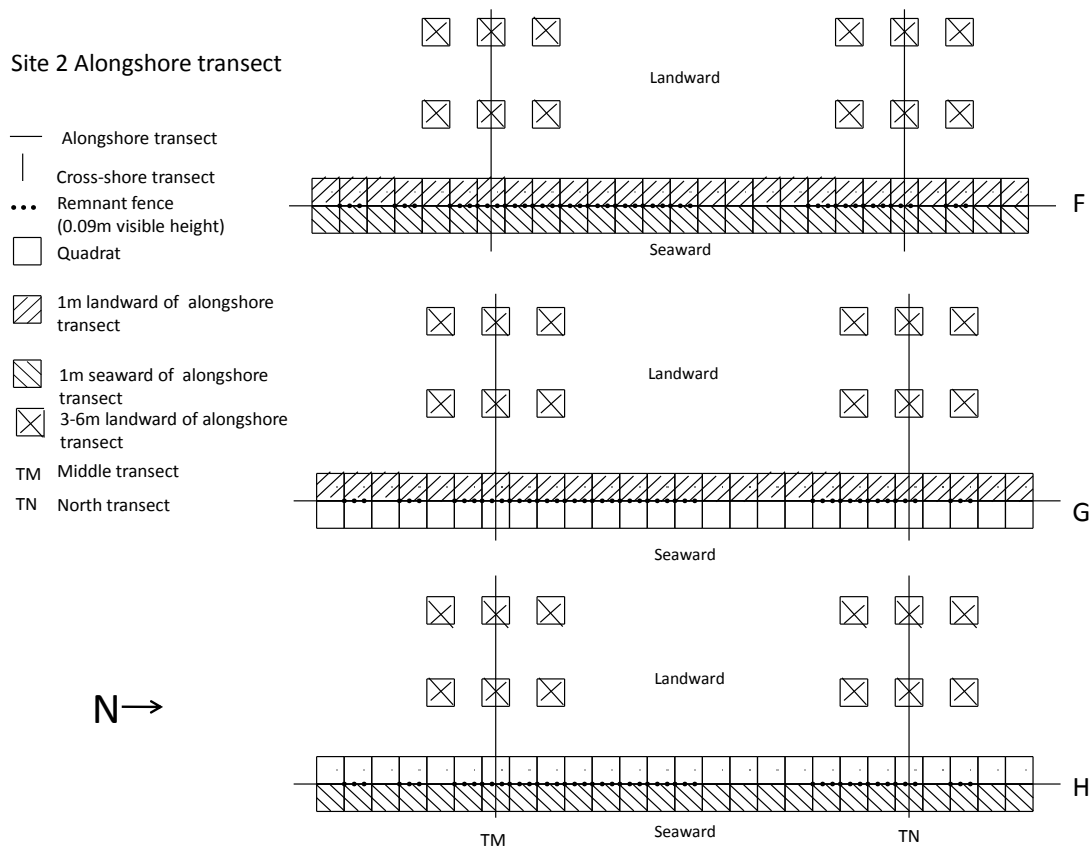 Site 2 Alongshore transect
Alongshore transect
Cross-shore transect
Remnant fence
(0.09m visible height)
Quadrat
1m landward of alongshore
transect
1m seaward of alongshore
transect
3-6m landward of alongshore
transect
TM Middle transect
TN North transect
N
Landward
F
Seaward
Landward
G
Seaward
Landward
H
TM
Seaward
TN